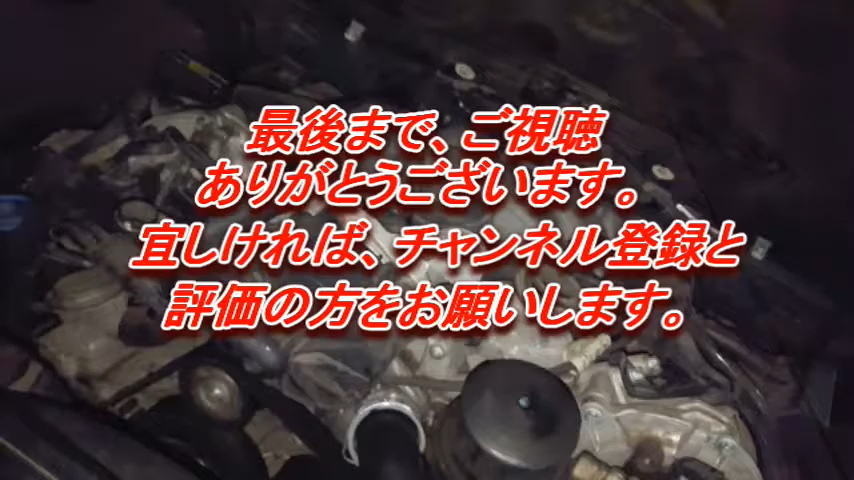 最後まで、ご視聴
ありがとうございます。
宜しければ、チャンネル登録と
評価の方をお願いします。